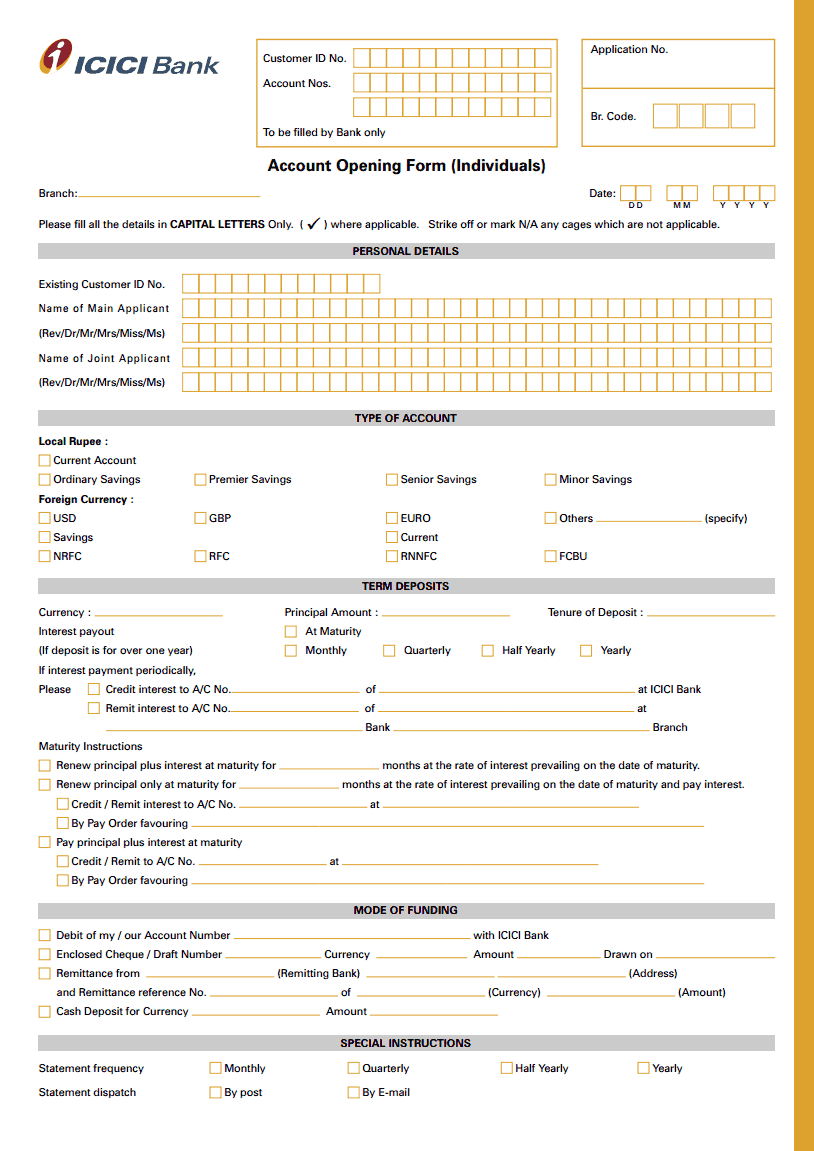 ICICI Bank
Customer ID No.
Account Nos.
To be filled by Bank only
Application No.
Br. Code.
Account Opening Form (Individuals)
Branch: Date: DD MM Y Y Y Y
Please fill all the details in CAPITAL LETTERS Only. ( ✓ ) where applicable. Strike off or mark N/A any cages which are not applicable.
PERSONAL DETAILS
Existing Customer ID No.
Name of Main Applicant
(Rev/Dr/Mr/Mrs/Miss/Ms)
Name of Joint Applicant
(Rev/Dr/Mr/Mrs/Miss/Ms)
TYPE OF ACCOUNT
Local Rupee :
Current Account
Ordinary Savings Premier Savings Senior Savings Minor Savings
Foreign Currency :
USD GBP EURO Others (specify)
Savings Current
NRFC RFC RNNFC FCBU
TERM DEPOSITS
Currency : Principal Amount : Tenure of Deposit :
Interest payout At Maturity
(If deposit is for over one year) Monthly Quarterly Half Yearly Yearly
If interest payment periodically,
Please Credit interest to A/C No. of at ICICI Bank
Remit interest to A/C No. of at
Bank Branch
Maturity Instructions
Renew principal plus interest at maturity for months at the rate of interest prevailing on the date of maturity.
Renew principal only at maturity for months at the rate of interest prevailing on the date of maturity and pay interest.
Credit / Remit interest to A/C No. at
By Pay Order favouring
Pay principal plus interest at maturity
Credit / Remit to A/C No. at
By Pay Order favouring
MODE OF FUNDING
Debit of my / our Account Number with ICICI Bank
Enclosed Cheque / Draft Number Currency Amount Drawn on
Remittance from (Remitting Bank) (Address)
and Remittance reference No. of (Currency) (Amount)
Cash Deposit for Currency Amount
SPECIAL INSTRUCTIONS
Statement frequency Monthly Quarterly Half Yearly Yearly
Statement dispatch By post By E-mail